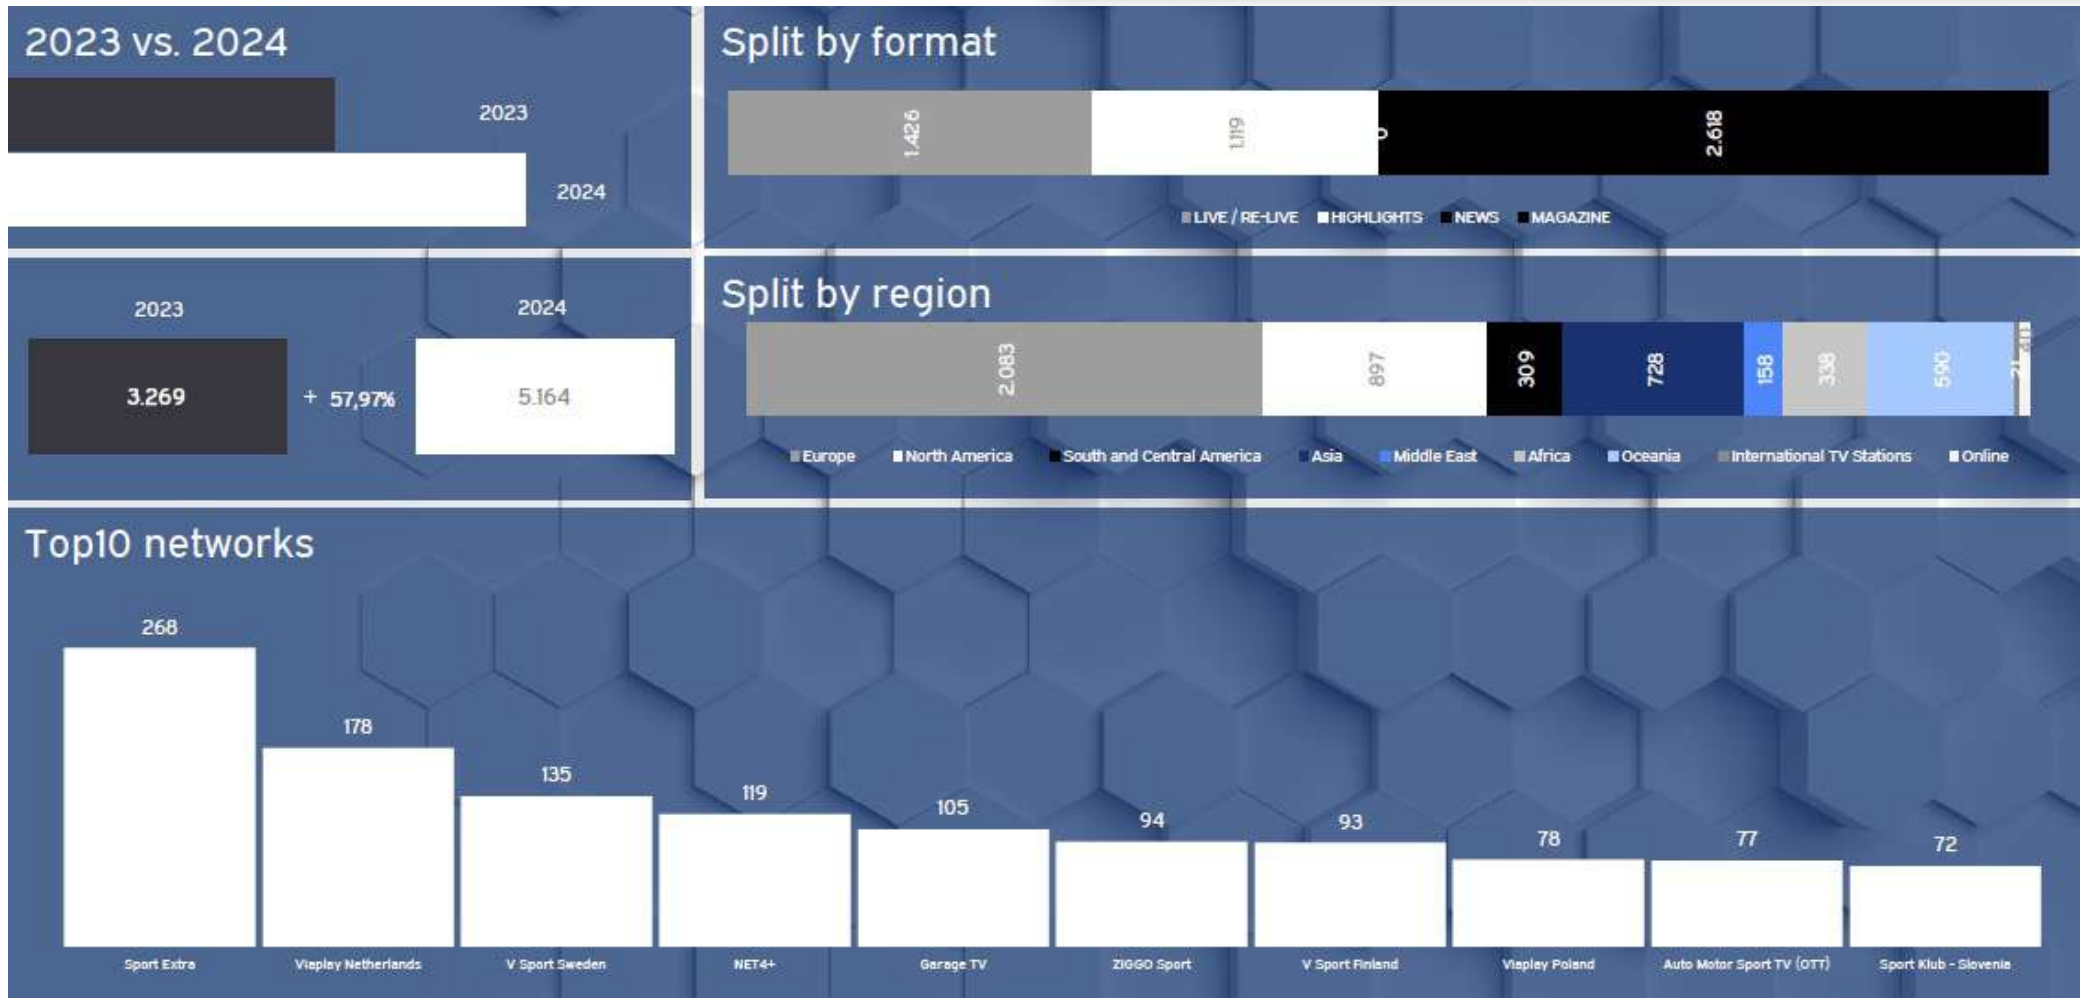 2023 vs. 2024
2023
2024
2023
2024
3.269
+ 57,97%
5.164
Split by format
1.426
1.119
0
2.618
LIVE / RE-LIVE HIGHLIGHTS NEWS MAGAZINE
Split by region
2.083
897
309
728
158
338
590
21
40
Europe North America South and Central America Asia Middle East Africa Oceania International TV Stations Online
Top10 networks
268
178
135
119
105
94
93
78
77
72
Sport Extra
Viaplay Netherlands
V Sport Sweden
NET4+
Garage TV
ZIGGO Sport
V Sport Finland
Viaplay Poland
Auto Motor Sport TV (OTT)
Sport Klub - Slovenia